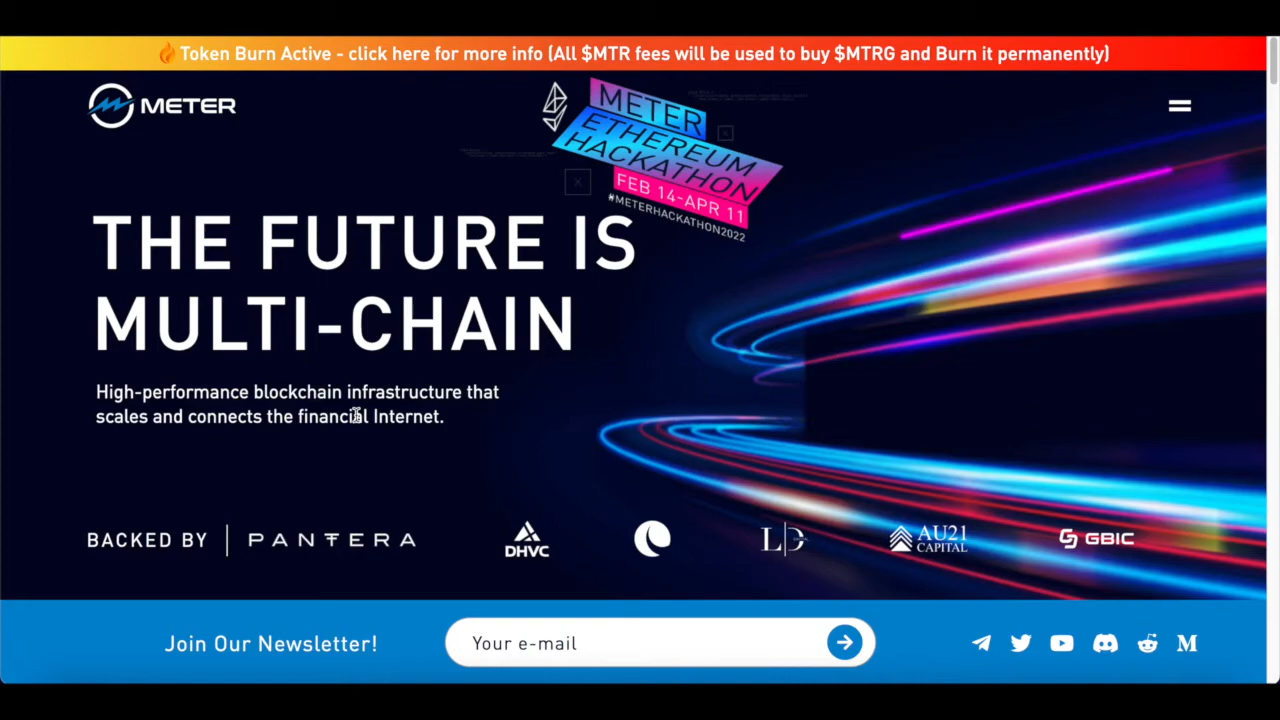 🔥 Token Burn Active - click here for more info (All $MTR fees will be used to buy $MTRG and Burn it permanently)
METER
METER
ETHEREUM
HACKATHON
FEB 14-APR 11
#METERHACKATHON2022
THE FUTURE IS
MULTI-CHAIN
High-performance blockchain infrastructure that
scales and connects the financial Internet.
BACKED BY | PANTERA
DHVC
LD
AU21
CAPITAL
GBIC
Join Our Newsletter!
Your e-mail